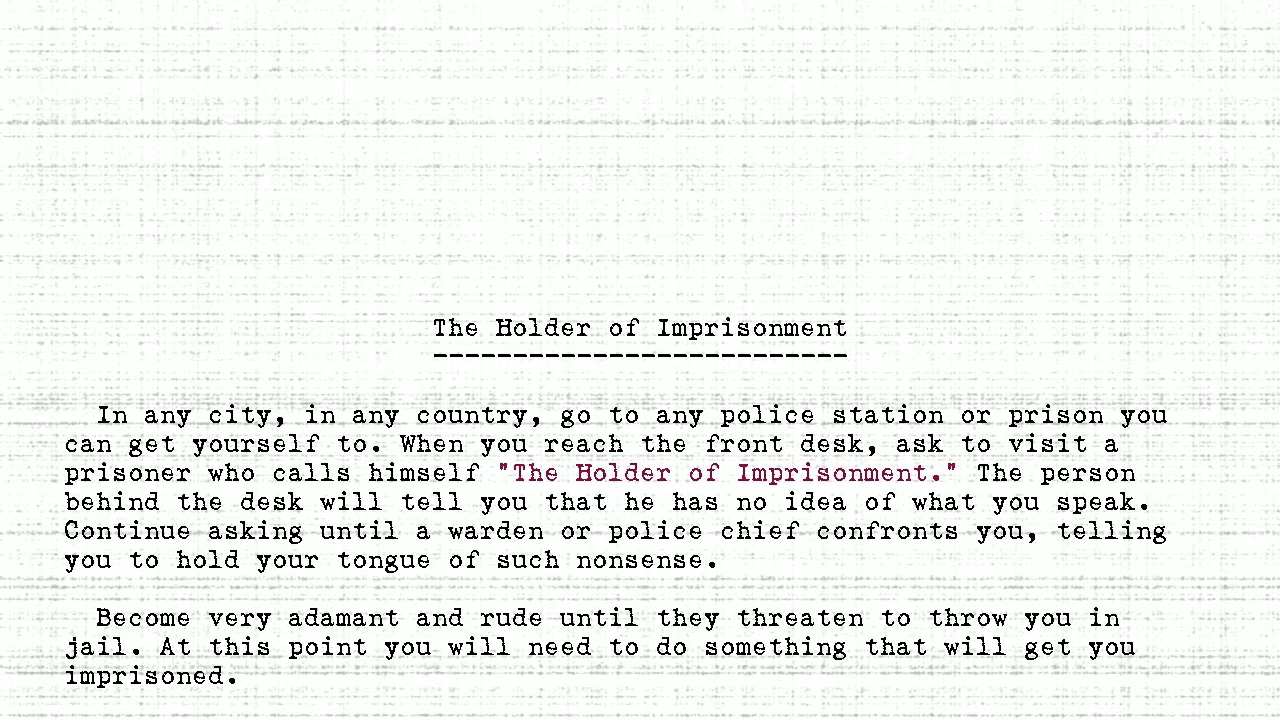 The Holder of Imprisonment
--------------------------
In any city, in any country, go to any police station or prison you
can get yourself to. When you reach the front desk, ask to visit a
prisoner who calls himself "The Holder of Imprisonment." The person
behind the desk will tell you that he has no idea of what you speak.
Continue asking until a warden or police chief confronts you, telling
you to hold your tongue of such nonsense.
Become very adamant and rude until they threaten to throw you in
jail. At this point you will need to do something that will get you
imprisoned.